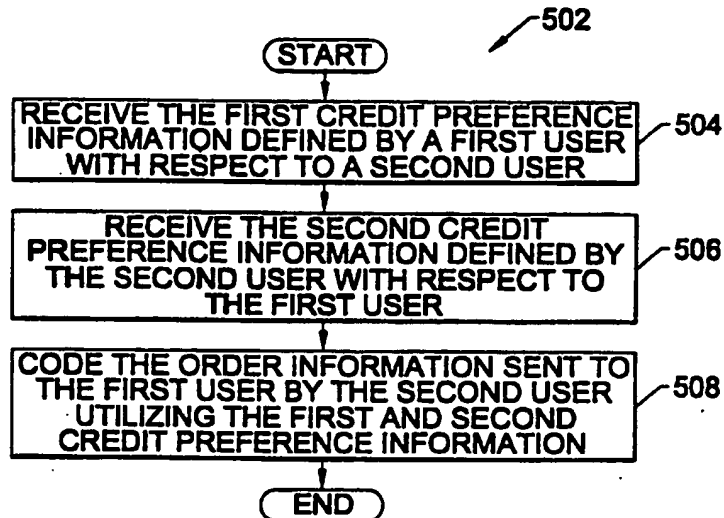 502
START
RECEIVE THE FIRST CREDIT PREFERENCE
INFORMATION DEFINED BY A FIRST USER
WITH RESPECT TO A SECOND USER
504
RECEIVE THE SECOND CREDIT
PREFERENCE INFORMATION DEFINED BY
THE SECOND USER WITH RESPECT TO
THE FIRST USER
506
CODE THE ORDER INFORMATION SENT TO
THE FIRST USER BY THE SECOND USER
UTILIZING THE FIRST AND SECOND
CREDIT PREFERENCE INFORMATION
508
END